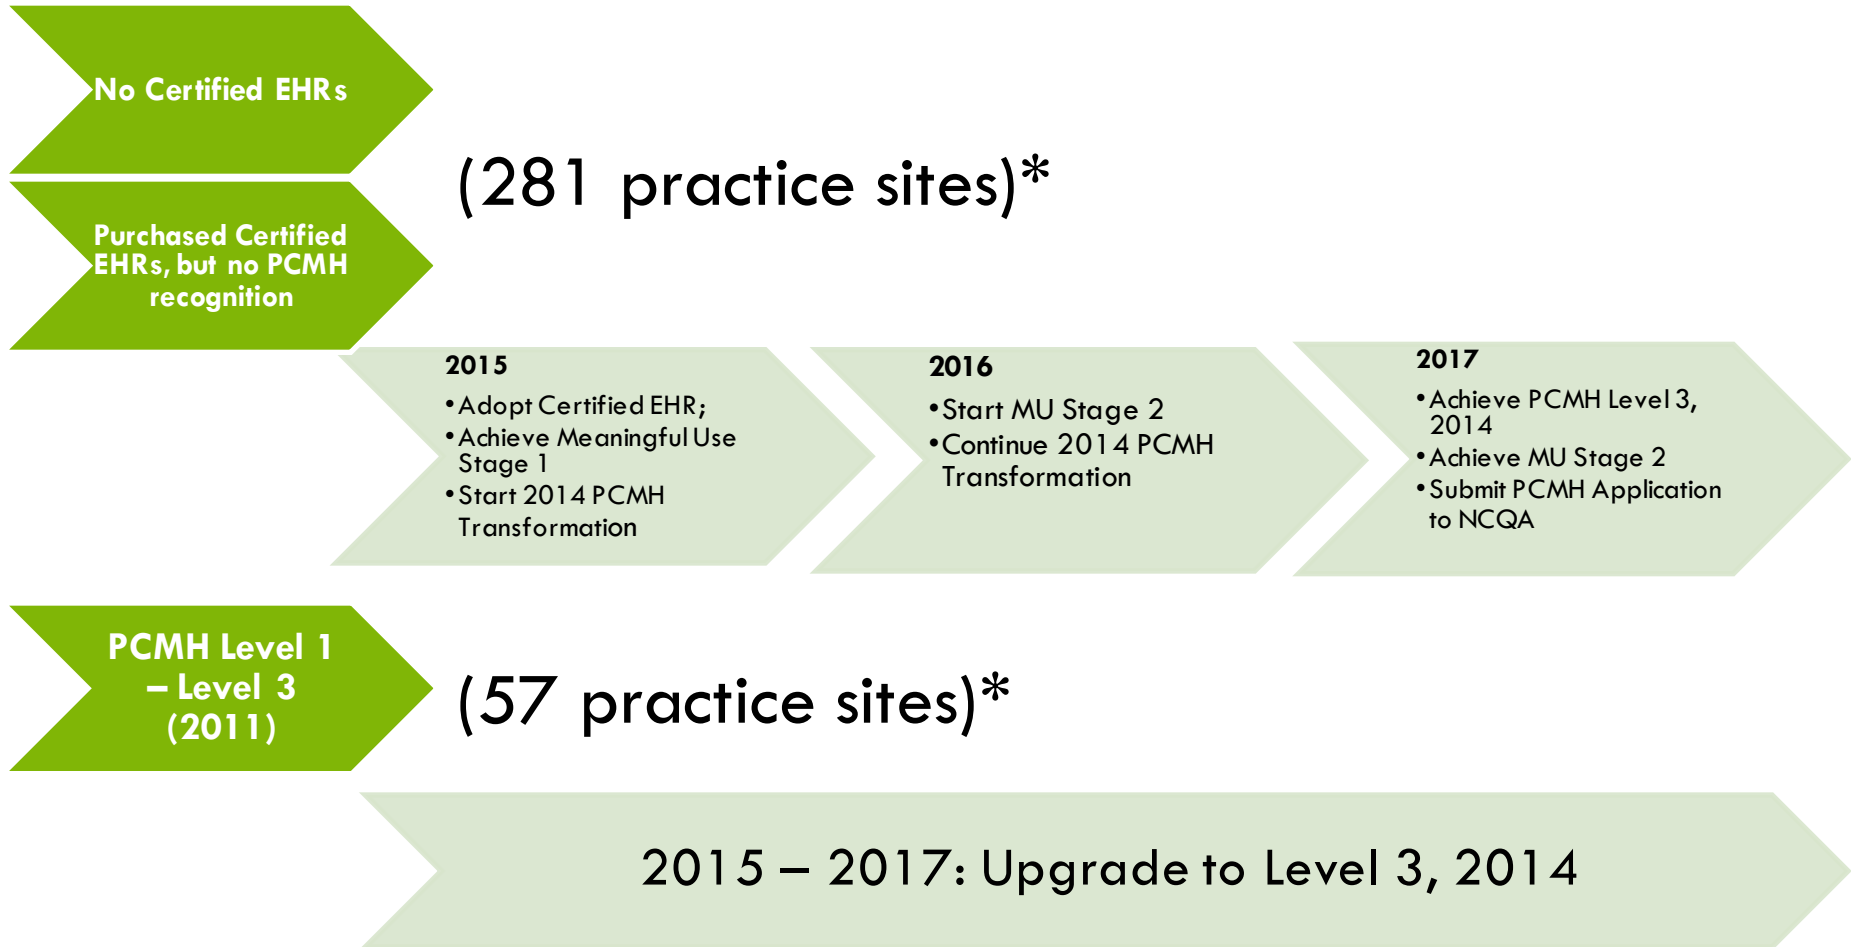 No Certified EHRs
(281 practice sites)*
Purchased Certified
EHRs, but no PCMH
recognition
2015
•Adopt Certified EHR;
•Achieve Meaningful Use
Stage 1
•Start 2014 PCMH
Transformation
2016
•Start MU Stage 2
•Continue 2014 PCMH
Transformation
2017
•Achieve PCMH Level 3,
2014
•Achieve MU Stage 2
•Submit PCMH Application
to NCQA
PCMH Level 1
– Level 3
(2011)
(57 practice sites)*
2015 – 2017: Upgrade to Level 3, 2014